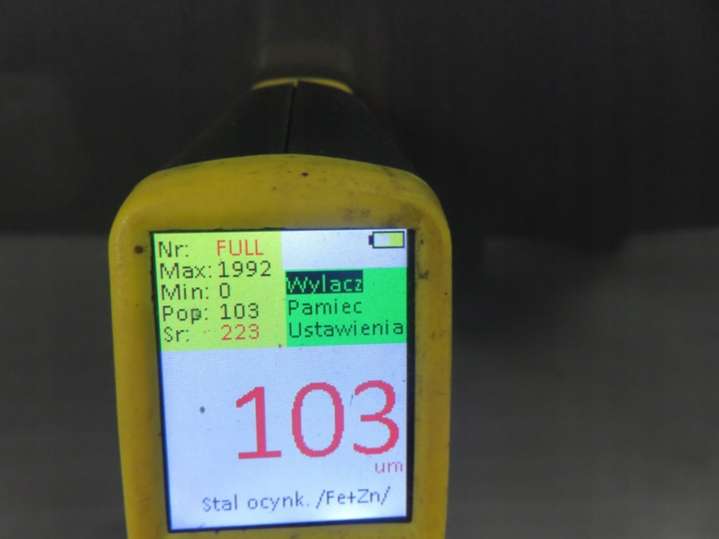 Nr: FULL
Max: 1992
Min: 0
Pop: 103
Sr: 223
Wylacz
Pamiec
Ustawienia
103
um
Stal ocynk. /Fe+Zn/